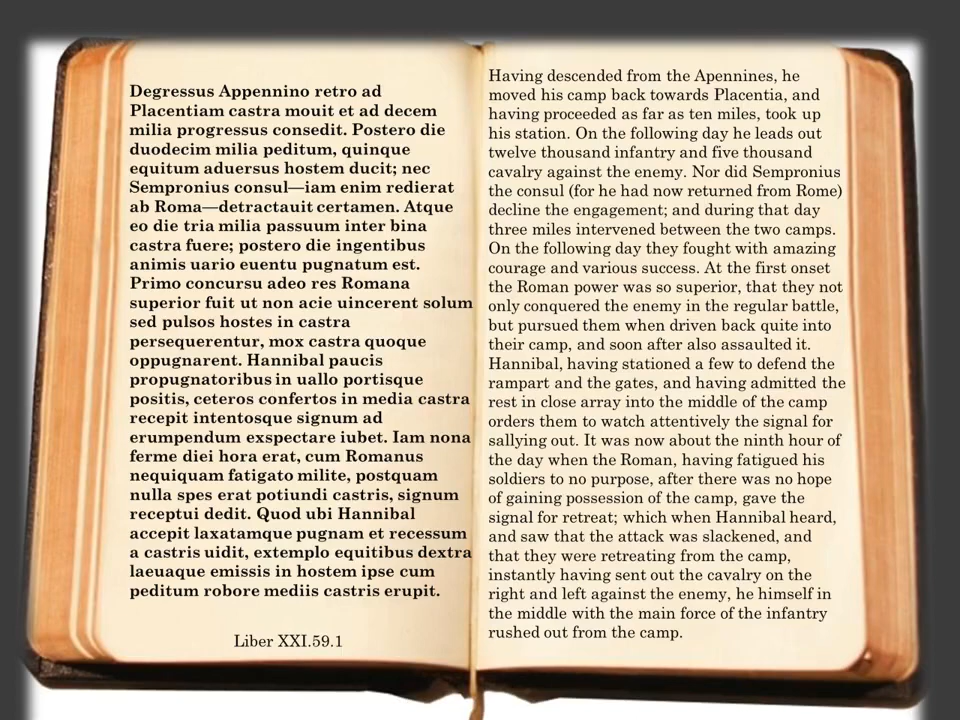 Degressus Appennino retro ad
Placentiam castra mouit et ad decem
milia progressus consedit. Postero die
duodecim milia peditum, quinque
equitum aduersus hostem ducit; nec
Sempronius consul—iam enim redierat
ab Roma—detractauit certamen. Atque
eo die tria milia passuum inter bina
castra fuere; postero die ingentibus
animis uario euentu pugnatum est.
Primo concursu adeo res Romana
superior fuit ut non acie uincerent solum
sed pulsos hostes in castra
persequerentur, mox castra quoque
oppugnarent. Hannibal paucis
propugnatoribus in uallo portisque
positis, ceteros confertos in media castra
recepit intentosque signum ad
erumpendum exspectare iubet. Iam nona
ferme diei hora erat, cum Romanus
nequiquam fatigato milite, postquam
nulla spes erat potiundi castris, signum
receptui dedit. Quod ubi Hannibal
accepit laxatamque pugnam et recessum
a castris uidit, extemplo equitibus dextra
laeuaque emissis in hostem ipse cum
peditum robore mediis castris erupit.
Liber XXI.59.1
Having descended from the Apennines, he
moved his camp back towards Placentia, and
having proceeded as far as ten miles, took up
his station. On the following day he leads out
twelve thousand infantry and five thousand
cavalry against the enemy. Nor did Sempronius
the consul (for he had now returned from Rome)
decline the engagement; and during that day
three miles intervened between the two camps.
On the following day they fought with amazing
courage and various success. At the first onset
the Roman power was so superior, that they not
only conquered the enemy in the regular battle,
but pursued them when driven back quite into
their camp, and soon after also assaulted it.
Hannibal, having stationed a few to defend the
rampart and the gates, and having admitted the
rest in close array into the middle of the camp
orders them to watch attentively the signal for
sallying out. It was now about the ninth hour of
the day when the Roman, having fatigued his
soldiers to no purpose, after there was no hope
of gaining possession of the camp, gave the
signal for retreat; which when Hannibal heard,
and saw that the attack was slackened, and
that they were retreating from the camp,
instantly having sent out the cavalry on the
right and left against the enemy, he himself in
the middle with the main force of the infantry
rushed out from the camp.